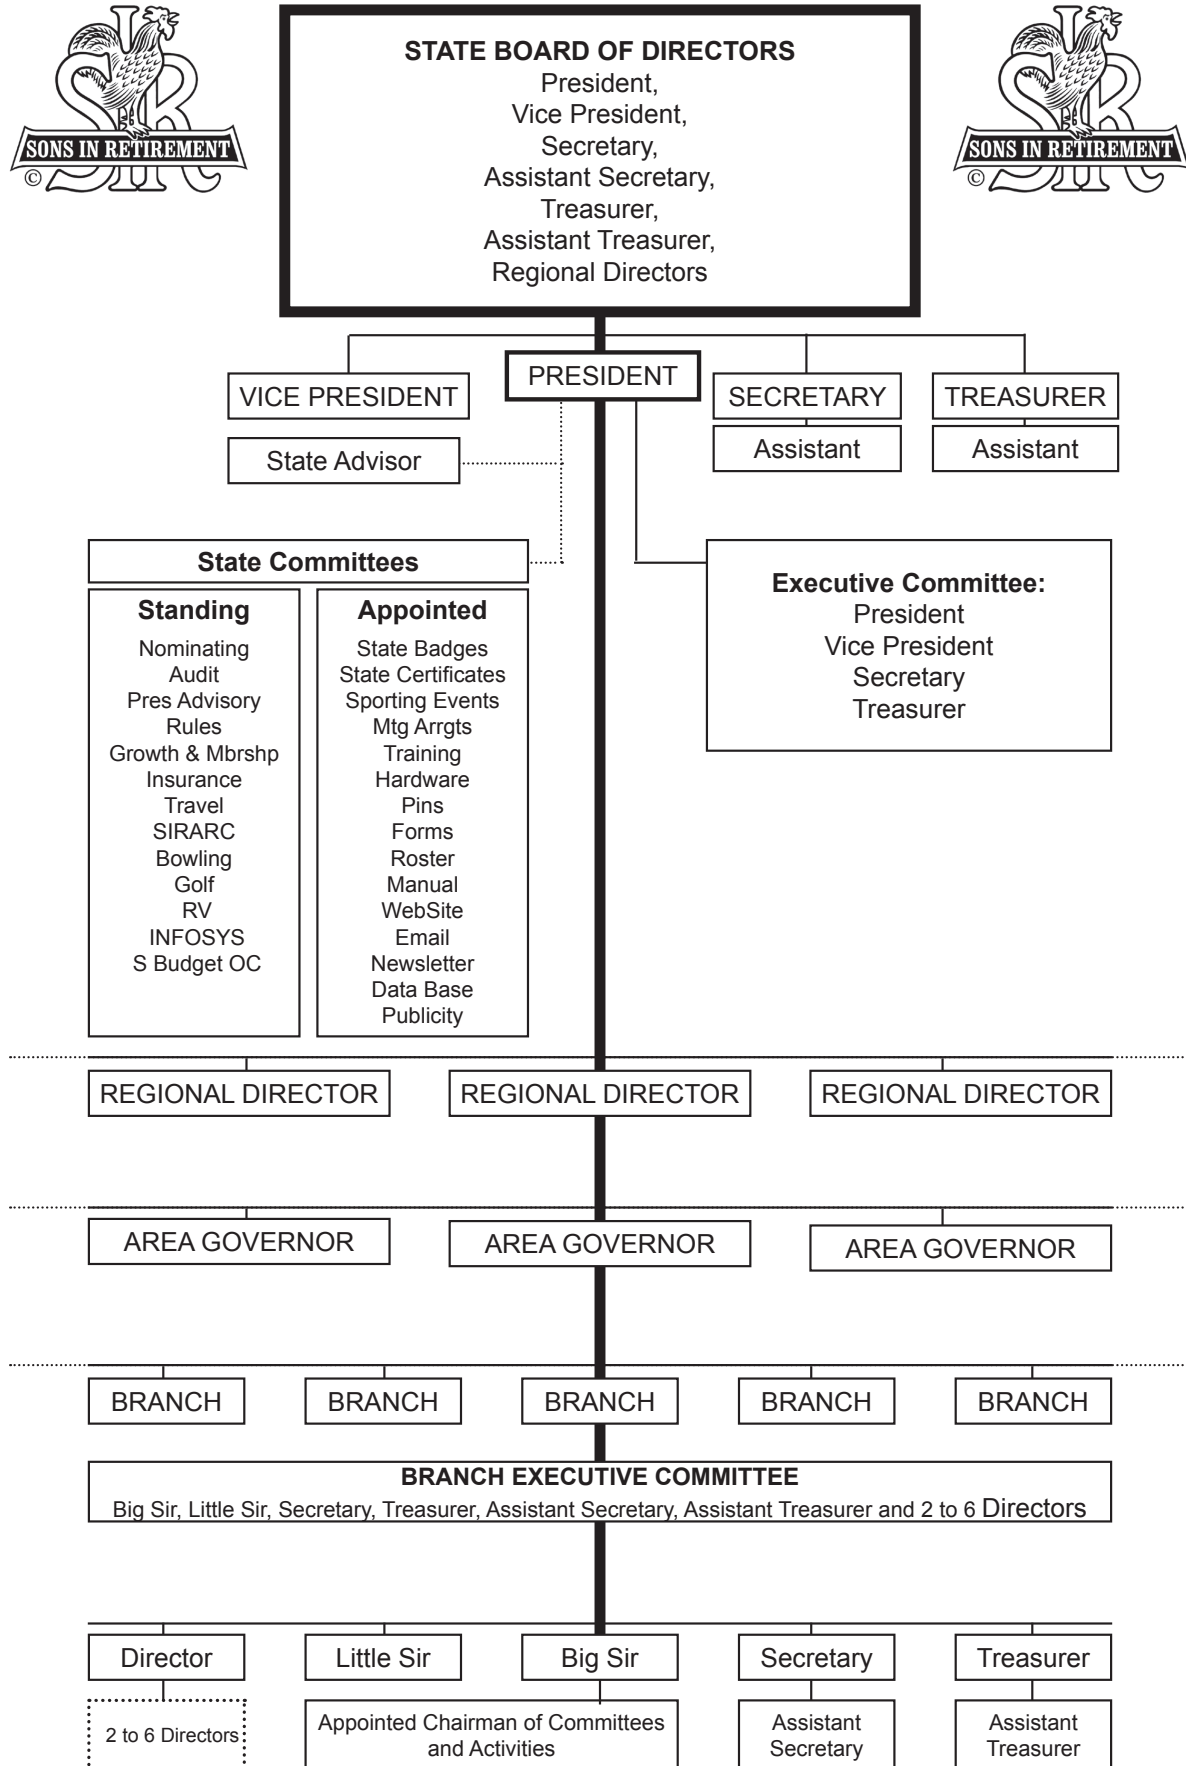 SIR
SONS IN RETIREMENT
©
SIR
SONS IN RETIREMENT
©
STATE BOARD OF DIRECTORS
President,
Vice President,
Secretary,
Assistant Secretary,
Treasurer,
Assistant Treasurer,
Regional Directors
VICE PRESIDENT
PRESIDENT
SECRETARY
TREASURER
State Advisor
Assistant
Assistant
State Committees
Standing
Nominating
Audit
Pres Advisory
Rules
Growth & Mbrshp
Insurance
Travel
SIRARC
Bowling
Golf
RV
INFOSYS
S Budget OC
Appointed
State Badges
State Certificates
Sporting Events
Mtg Arrgts
Training
Hardware
Pins
Forms
Roster
Manual
WebSite
Email
Newsletter
Data Base
Publicity
Executive Committee:
President
Vice President
Secretary
Treasurer
REGIONAL DIRECTOR
REGIONAL DIRECTOR
REGIONAL DIRECTOR
AREA GOVERNOR
AREA GOVERNOR
AREA GOVERNOR
BRANCH
BRANCH
BRANCH
BRANCH
BRANCH
BRANCH EXECUTIVE COMMITTEE
Big Sir, Little Sir, Secretary, Treasurer, Assistant Secretary, Assistant Treasurer and 2 to 6 Directors
Director
Little Sir
Big Sir
Secretary
Treasurer
2 to 6 Directors
Appointed Chairman of Committees
and Activities
Assistant
Secretary
Assistant
Treasurer